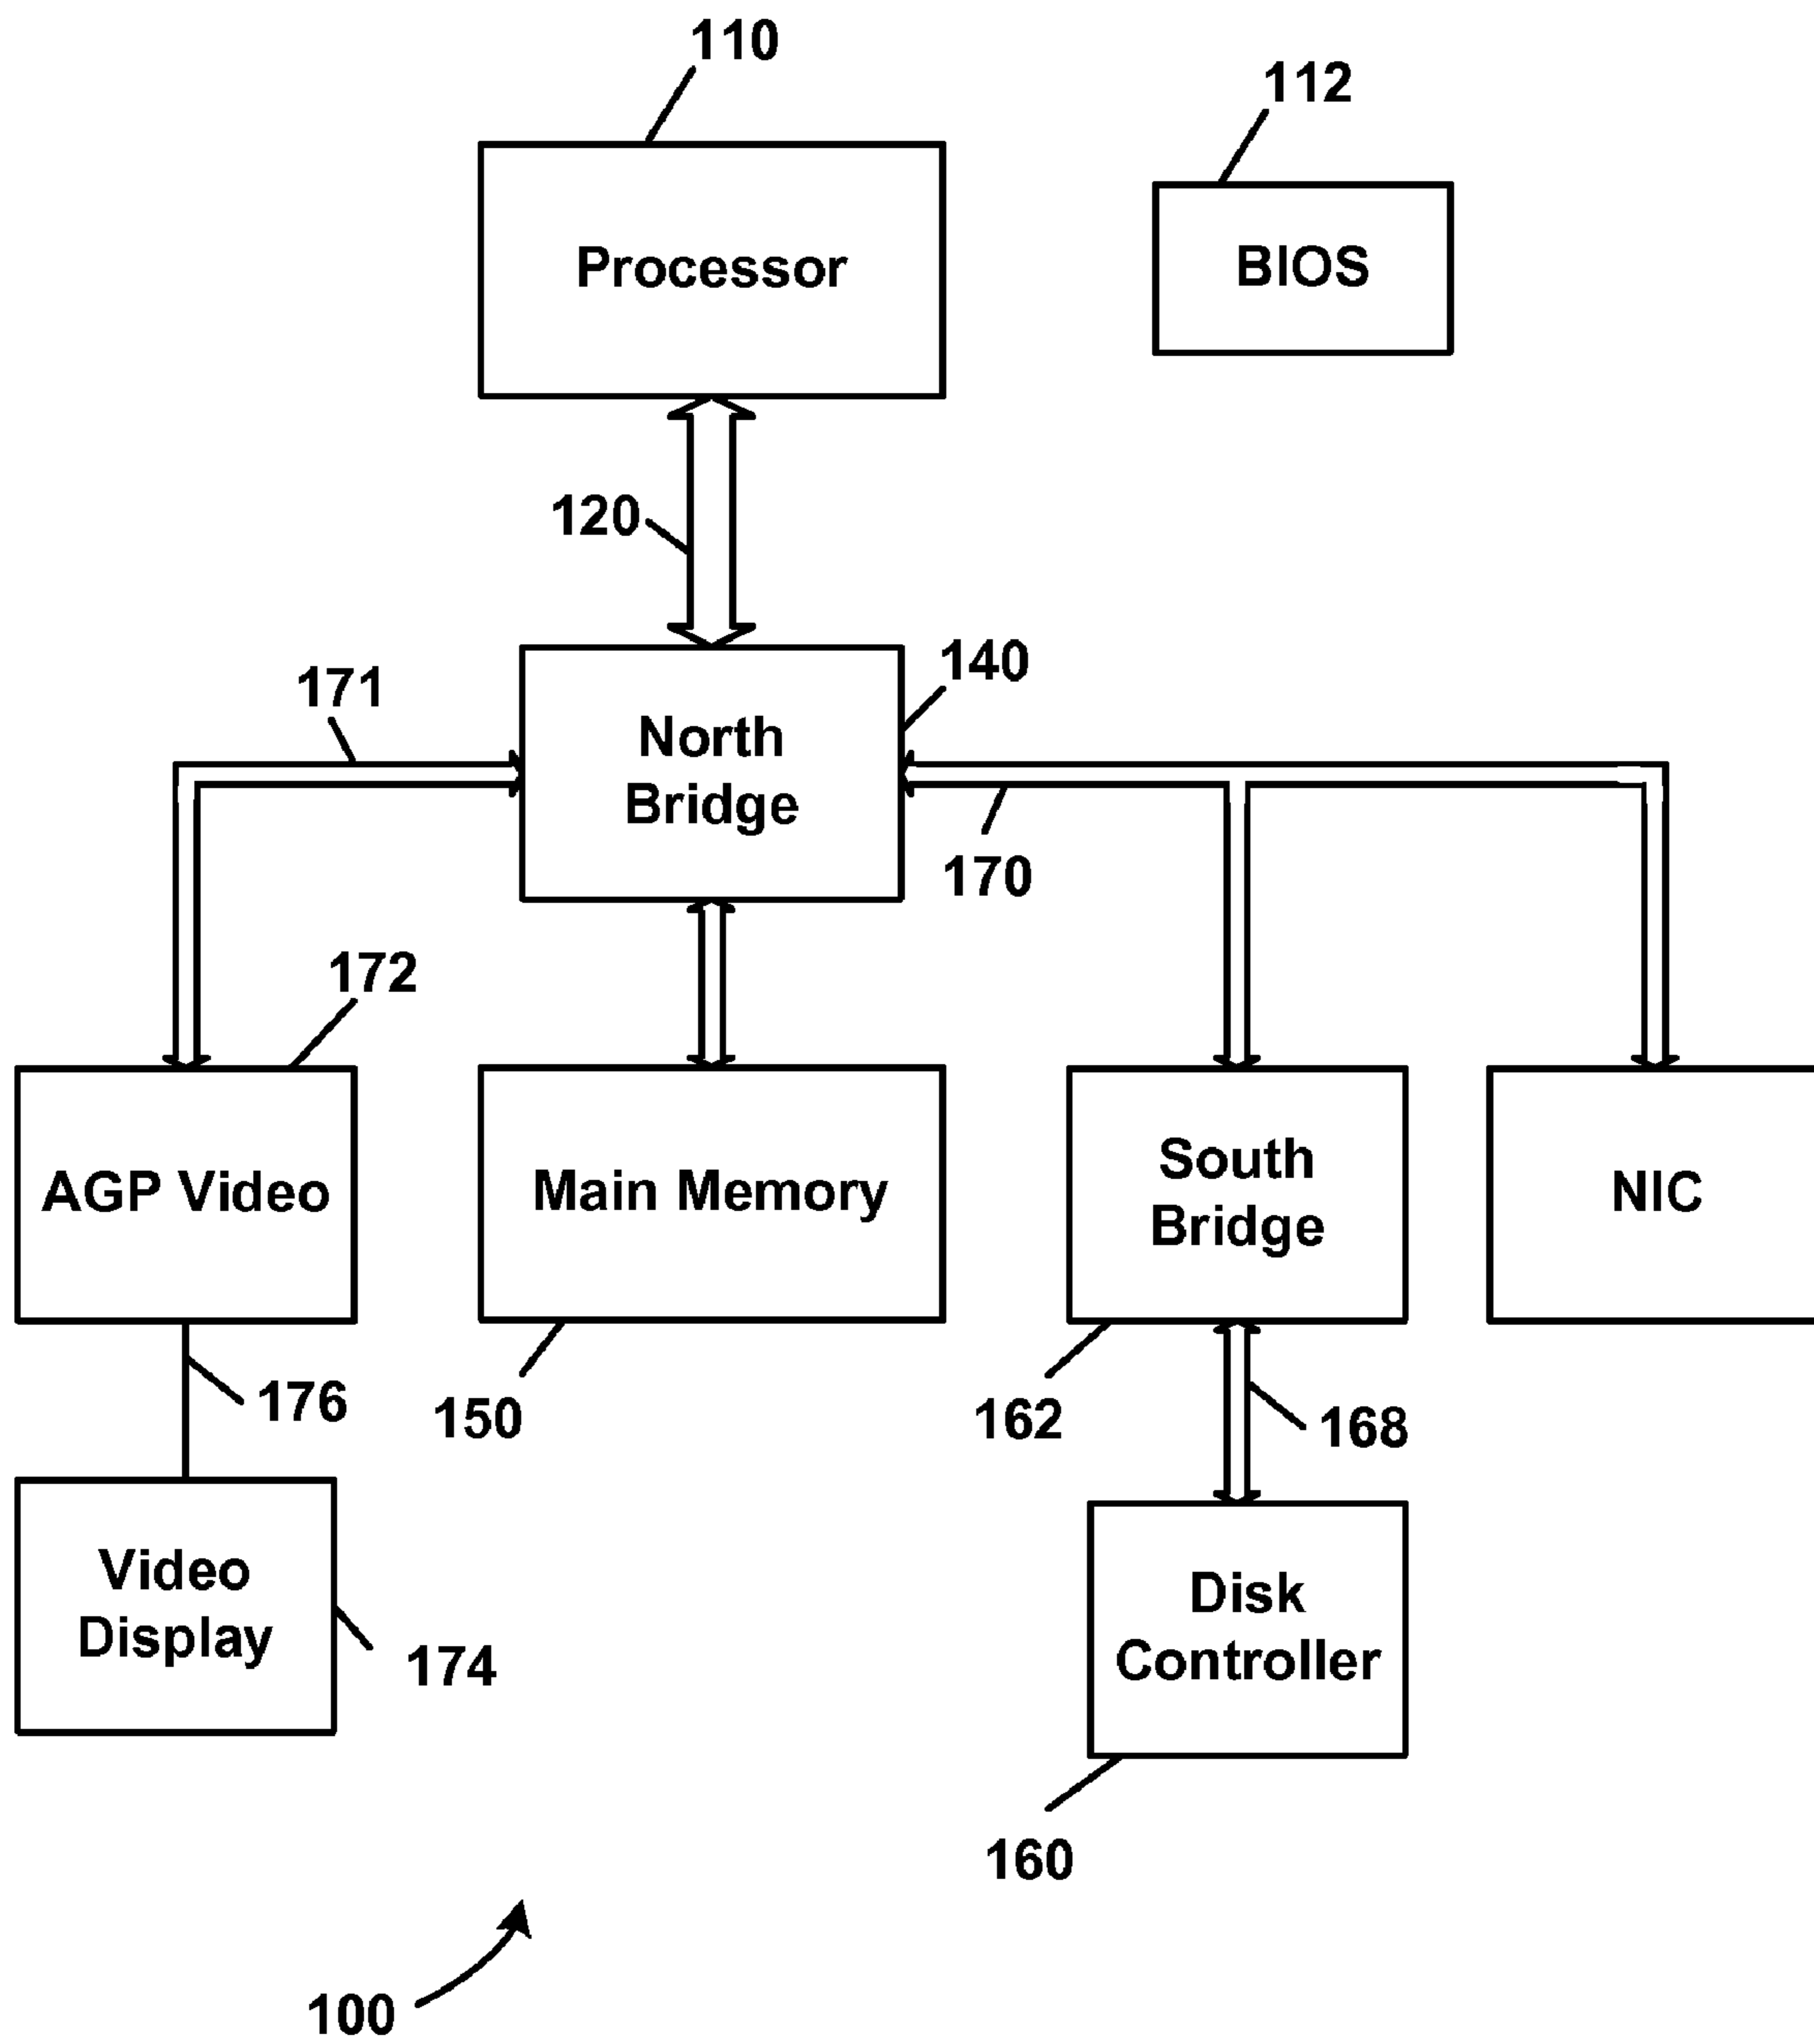 110
112
Processor
BIOS
120
140
171
North
Bridge
170
172
AGP Video
Main Memory
South
Bridge
NIC
176
150
162
168
Video
Display
174
Disk
Controller
160
100